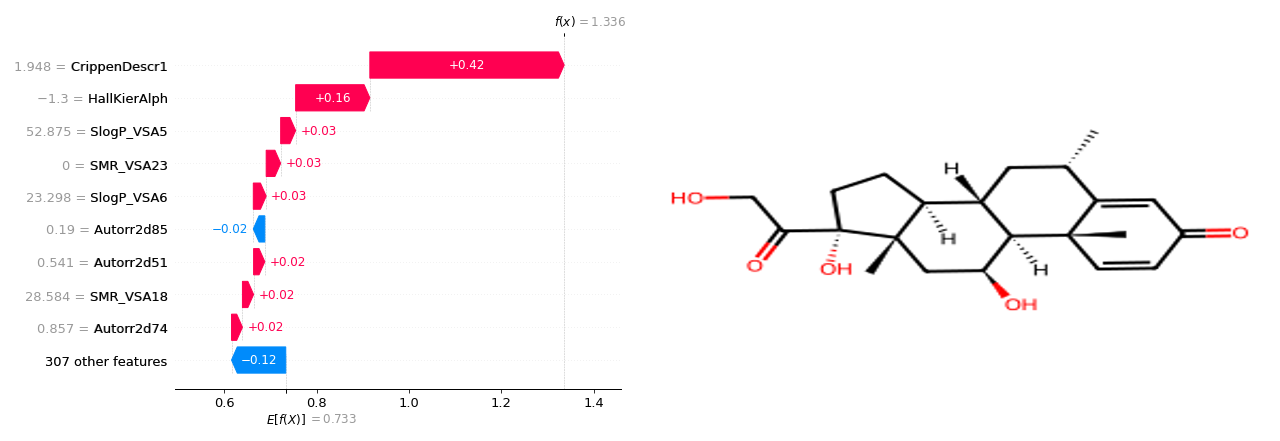 f(x) = 1.336
1.948 = CrippenDescr1
+0.42
−1.3 = HallKierAlph
+0.16
52.875 = SlogP_VSA5
+0.03
0 = SMR_VSA23
+0.03
23.298 = SlogP_VSA6
+0.03
0.19 = Autorr2d85
−0.02
0.541 = Autorr2d51
+0.02
28.584 = SMR_VSA18
+0.02
0.857 = Autorr2d74
+0.02
307 other features
−0.12
0.6 0.8 1.0 1.2 1.4
E[f(X)] = 0.733
H
HO
H
O
O
OH
H
OH